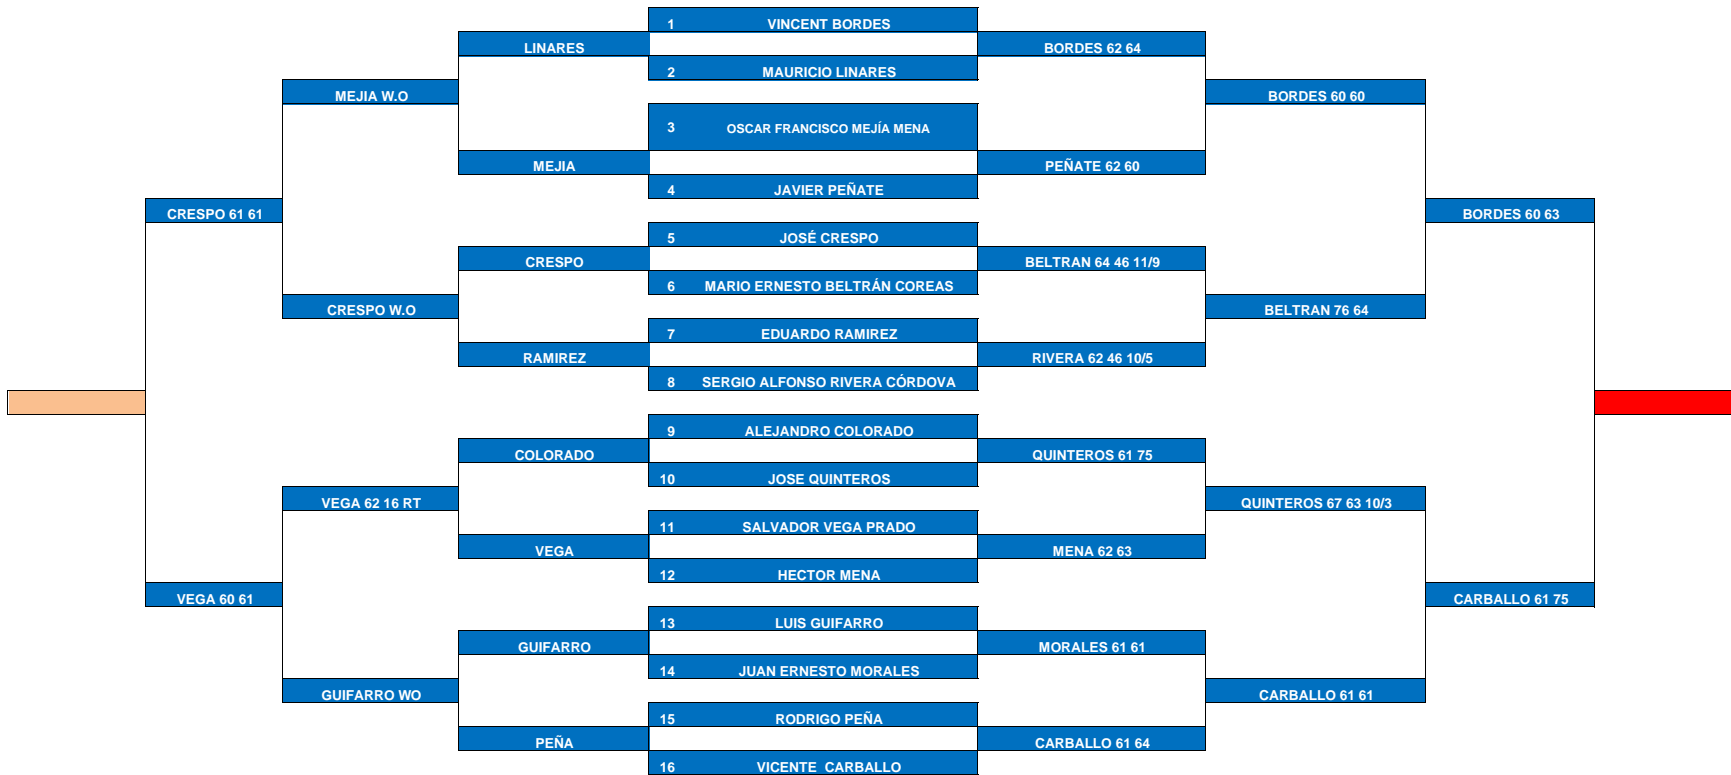 1 VINCENT BORDES
LINARES BORDES 62 64
2 MAURICIO LINARES
MEJIA W.O BORDES 60 60
3 OSCAR FRANCISCO MEJÍA MENA
MEJIA PEÑATE 62 60
4 JAVIER PEÑATE
CRESPO 61 61 BORDES 60 63
5 JOSÉ CRESPO
CRESPO BELTRAN 64 46 11/9
6 MARIO ERNESTO BELTRÁN COREAS
CRESPO W.O BELTRAN 76 64
7 EDUARDO RAMIREZ
RAMIREZ RIVERA 62 46 10/5
8 SERGIO ALFONSO RIVERA CÓRDOVA
9 ALEJANDRO COLORADO
COLORADO QUINTEROS 61 75
10 JOSE QUINTEROS
VEGA 62 16 RT QUINTEROS 67 63 10/3
11 SALVADOR VEGA PRADO
VEGA MENA 62 63
12 HECTOR MENA
VEGA 60 61 CARBALLO 61 75
13 LUIS GUIFARRO
GUIFARRO MORALES 61 61
14 JUAN ERNESTO MORALES
GUIFARRO WO CARBALLO 61 61
15 RODRIGO PEÑA
PEÑA CARBALLO 61 64
16 VICENTE CARBALLO